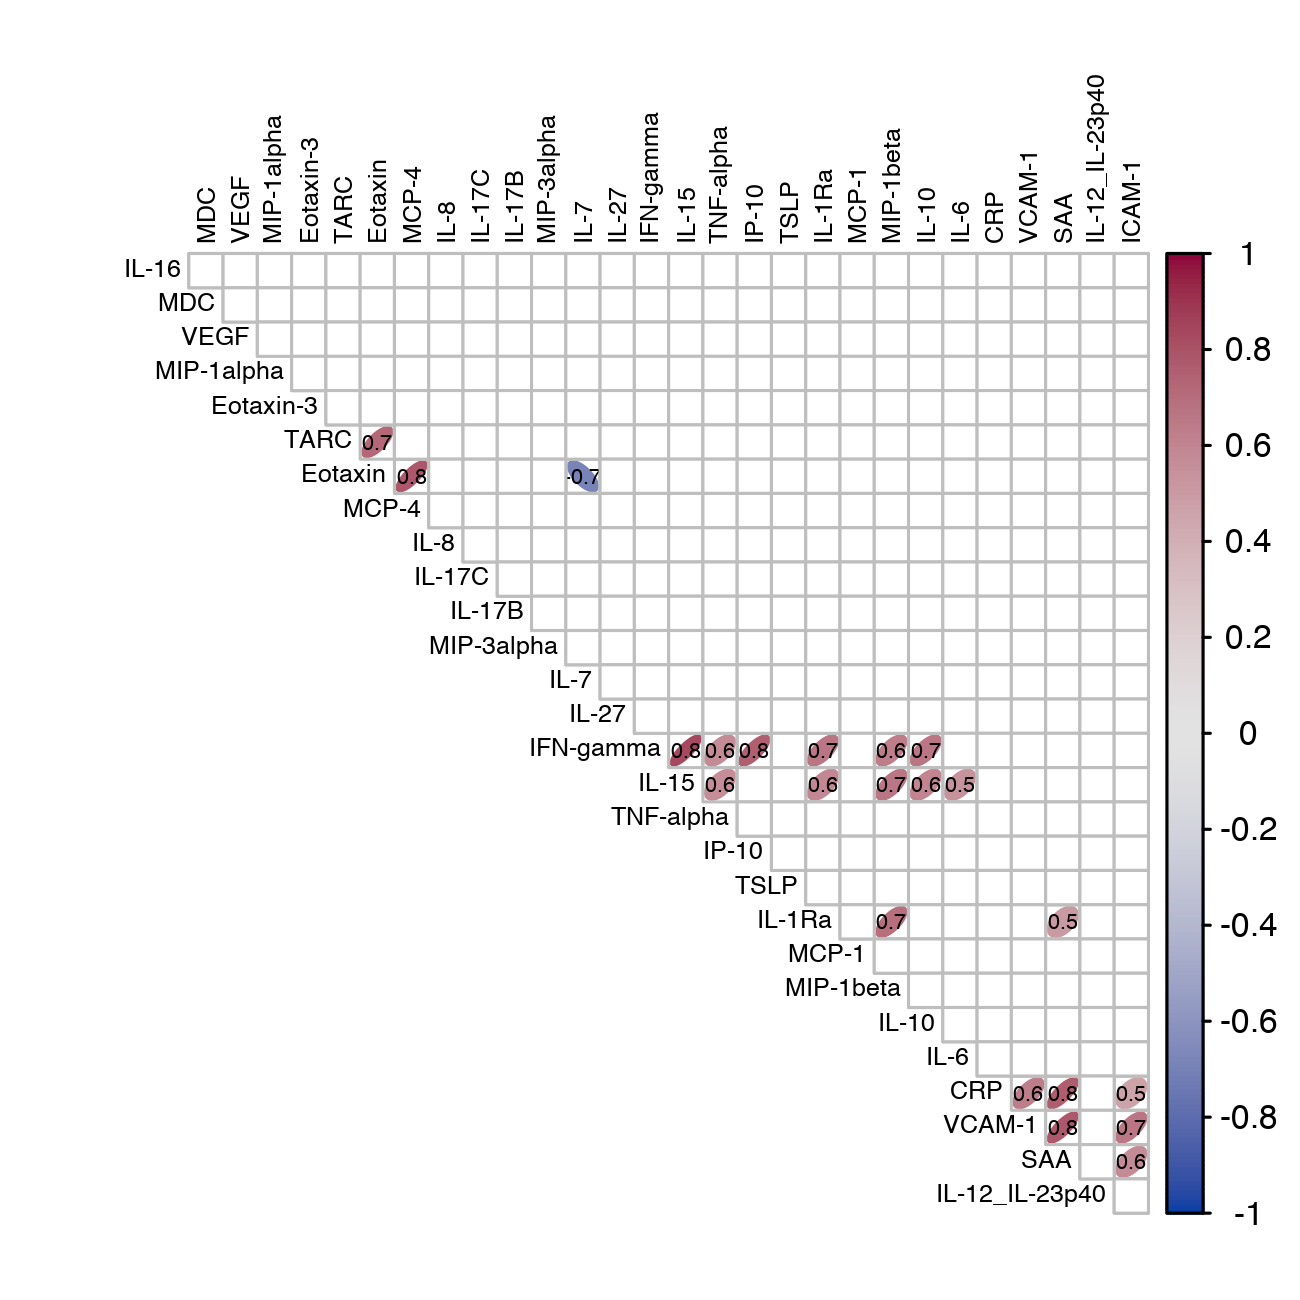 MDC
VEGF
MIP-1alpha
Eotaxin-3
TARC
Eotaxin
MCP-4
IL-8
IL-17C
IL-17B
MIP-3alpha
IL-7
IL-27
IFN-gamma
IL-15
TNF-alpha
IP-10
TSLP
IL-1Ra
MCP-1
MIP-1beta
IL-10
IL-6
CRP
VCAM-1
SAA
IL-12_IL-23p40
ICAM-1
IL-16
MDC
VEGF
MIP-1alpha
Eotaxin-3
TARC 0.7
Eotaxin 0.8 -0.7
MCP-4
IL-8
IL-17C
IL-17B
MIP-3alpha
IL-7
IL-27
IFN-gamma 0.8 0.6 0.8 0.7 0.6 0.7
IL-15 0.6 0.6 0.7 0.6 0.5
TNF-alpha
IP-10
TSLP
IL-1Ra 0.7 0.5
MCP-1
MIP-1beta
IL-10
IL-6
CRP 0.6 0.8 0.5
VCAM-1 0.8 0.7
SAA 0.6
IL-12_IL-23p40
1
0.8
0.6
0.4
0.2
0
-0.2
-0.4
-0.6
-0.8
-1